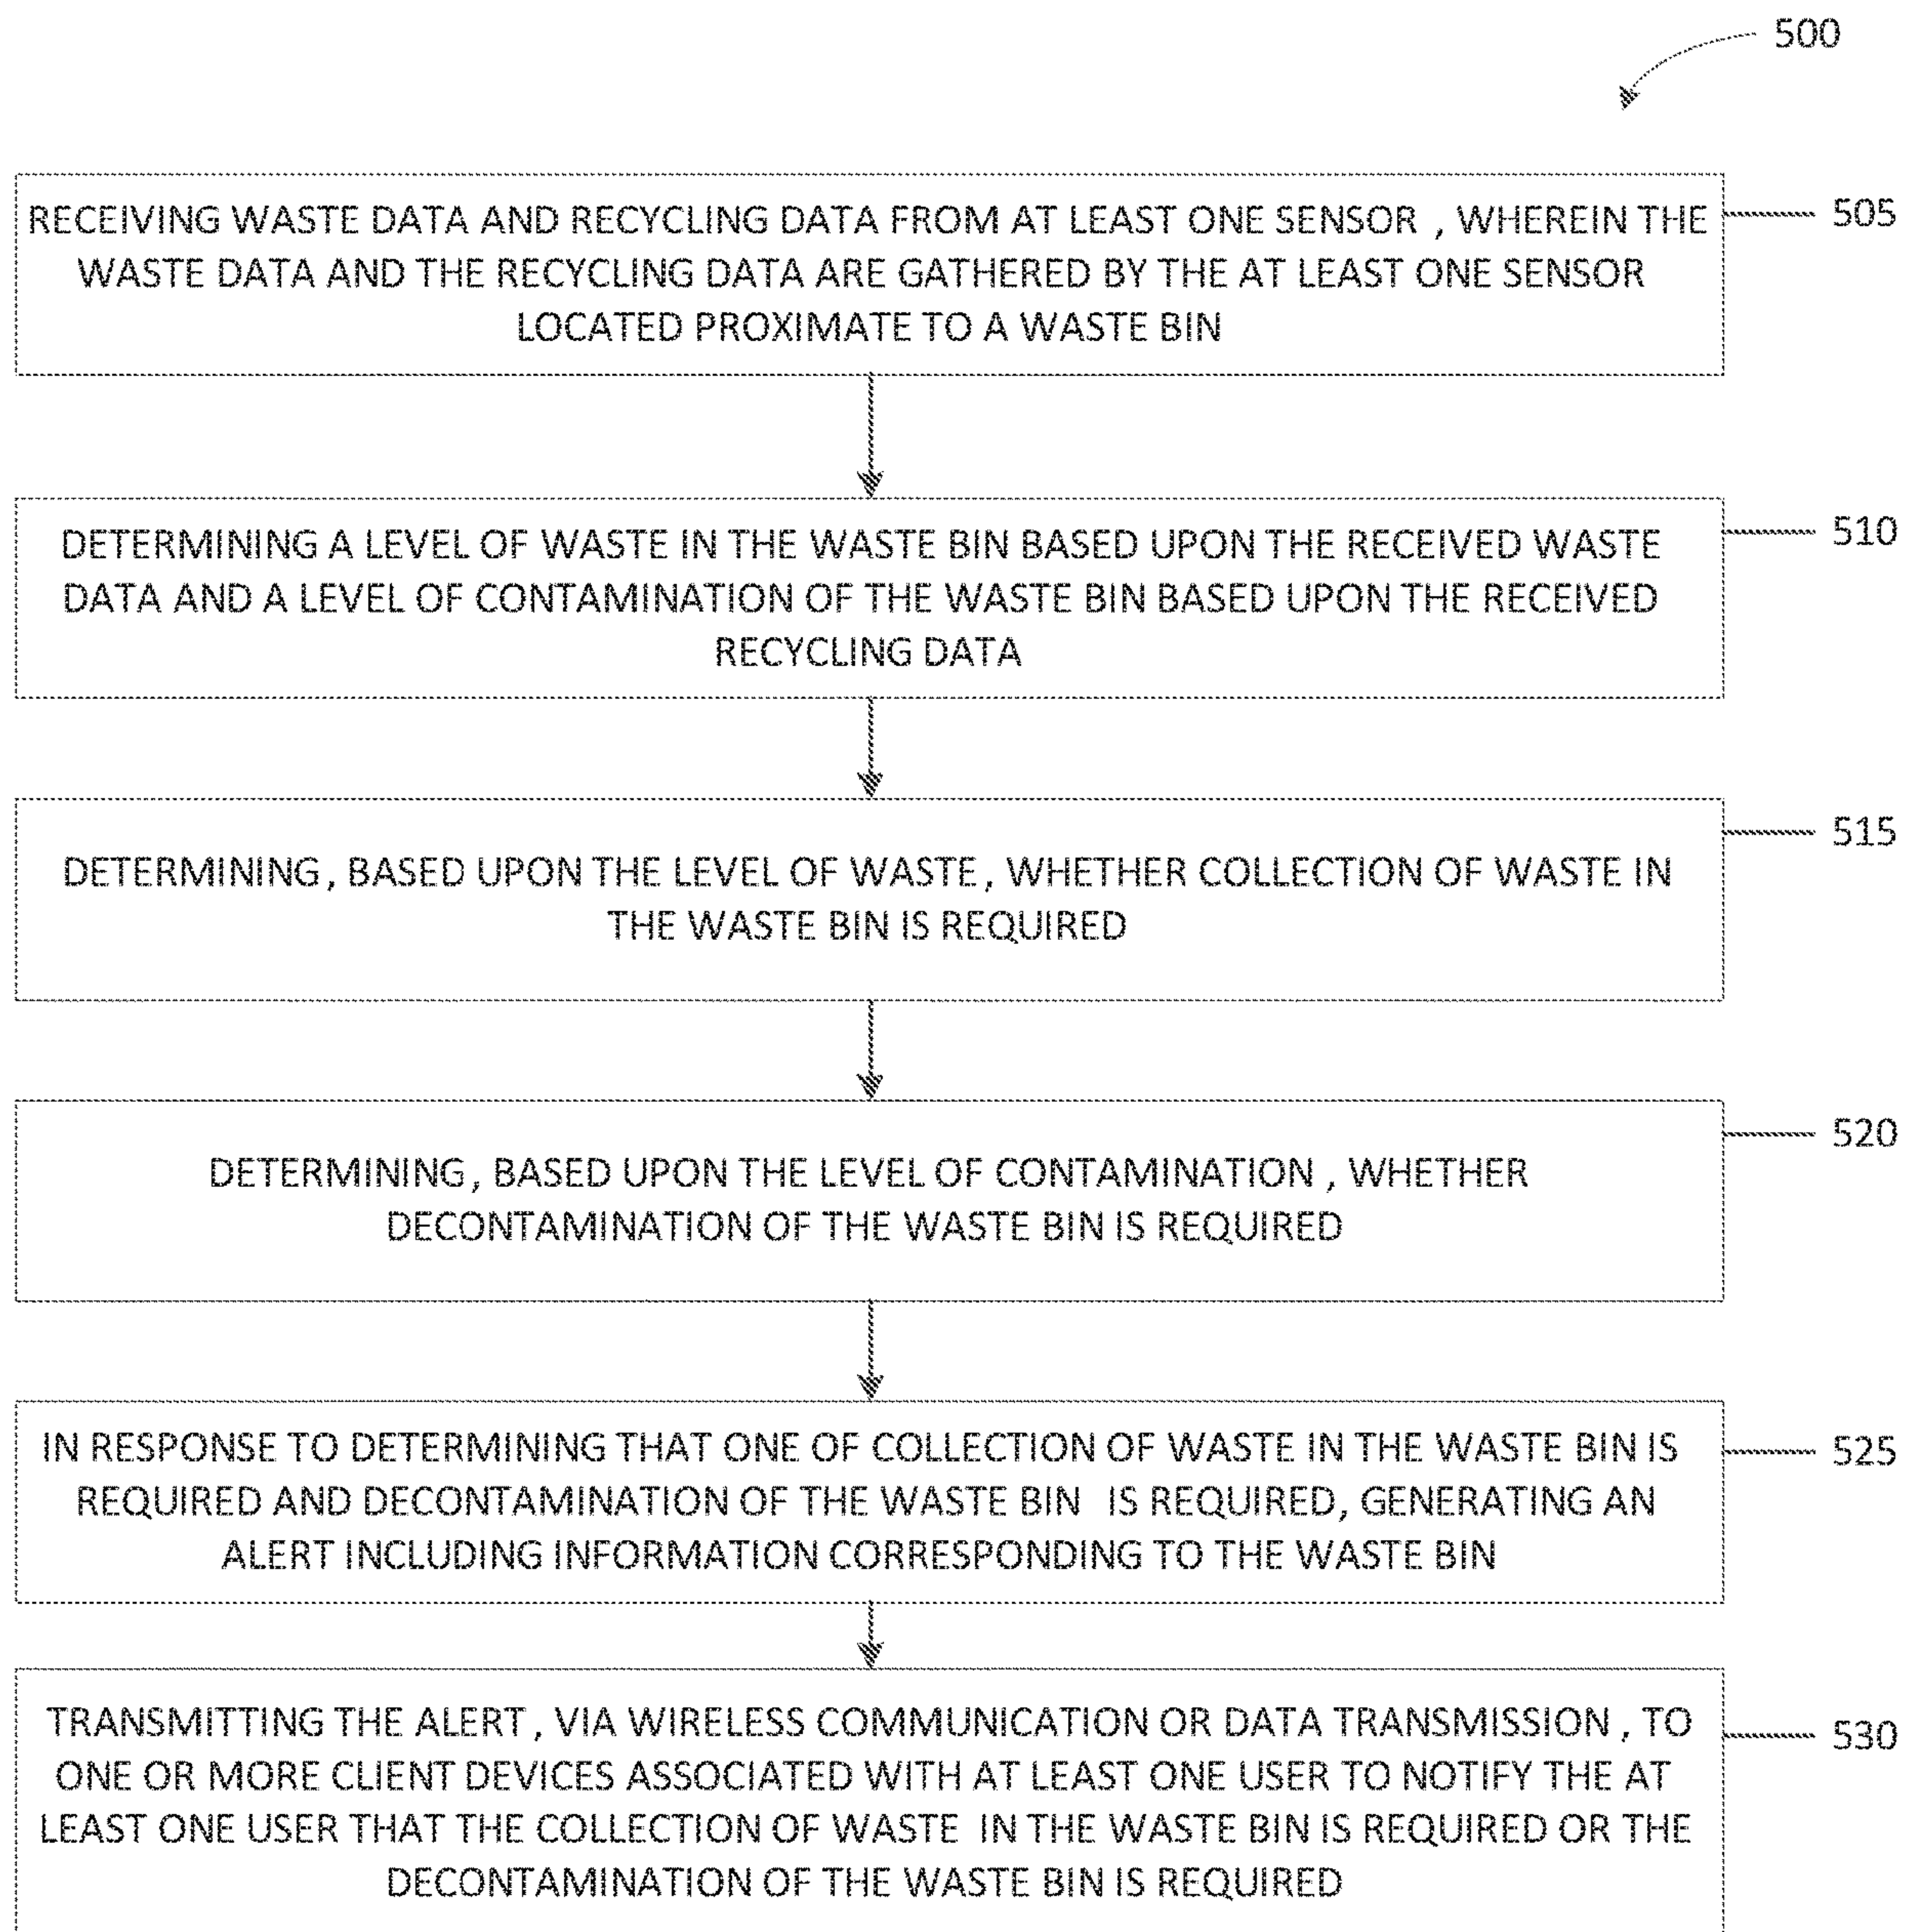 500
RECEIVING WASTE DATA AND RECYCLING DATA FROM AT LEAST ONE SENSOR , WHEREIN THE
WASTE DATA AND THE RECYCLING DATA ARE GATHERED BY THE AT LEAST ONE SENSOR
LOCATED PROXIMATE TO A WASTE BIN
505
DETERMINING A LEVEL OF WASTE IN THE WASTE BIN BASED UPON THE RECEIVED WASTE
DATA AND A LEVEL OF CONTAMINATION OF THE WASTE BIN BASED UPON THE RECEIVED
RECYCLING DATA
510
DETERMINING, BASED UPON THE LEVEL OF WASTE, WHETHER COLLECTION OF WASTE IN
THE WASTE BIN IS REQUIRED
515
DETERMINING, BASED UPON THE LEVEL OF CONTAMINATION , WHETHER
DECONTAMINATION OF THE WASTE BIN IS REQUIRED
520
IN RESPONSE TO DETERMINING THAT ONE OF COLLECTION OF WASTE IN THE WASTE BIN IS
REQUIRED AND DECONTAMINATION OF THE WASTE BIN IS REQUIRED, GENERATING AN
ALERT INCLUDING INFORMATION CORRESPONDING TO THE WASTE BIN
525
TRANSMITTING THE ALERT, VIA WIRELESS COMMUNICATION OR DATA TRANSMISSION , TO
ONE OR MORE CLIENT DEVICES ASSOCIATED WITH AT LEAST ONE USER TO NOTIFY THE AT
LEAST ONE USER THAT THE COLLECTION OF WASTE IN THE WASTE BIN IS REQUIRED OR THE
DECONTAMINATION OF THE WASTE BIN IS REQUIRED
530